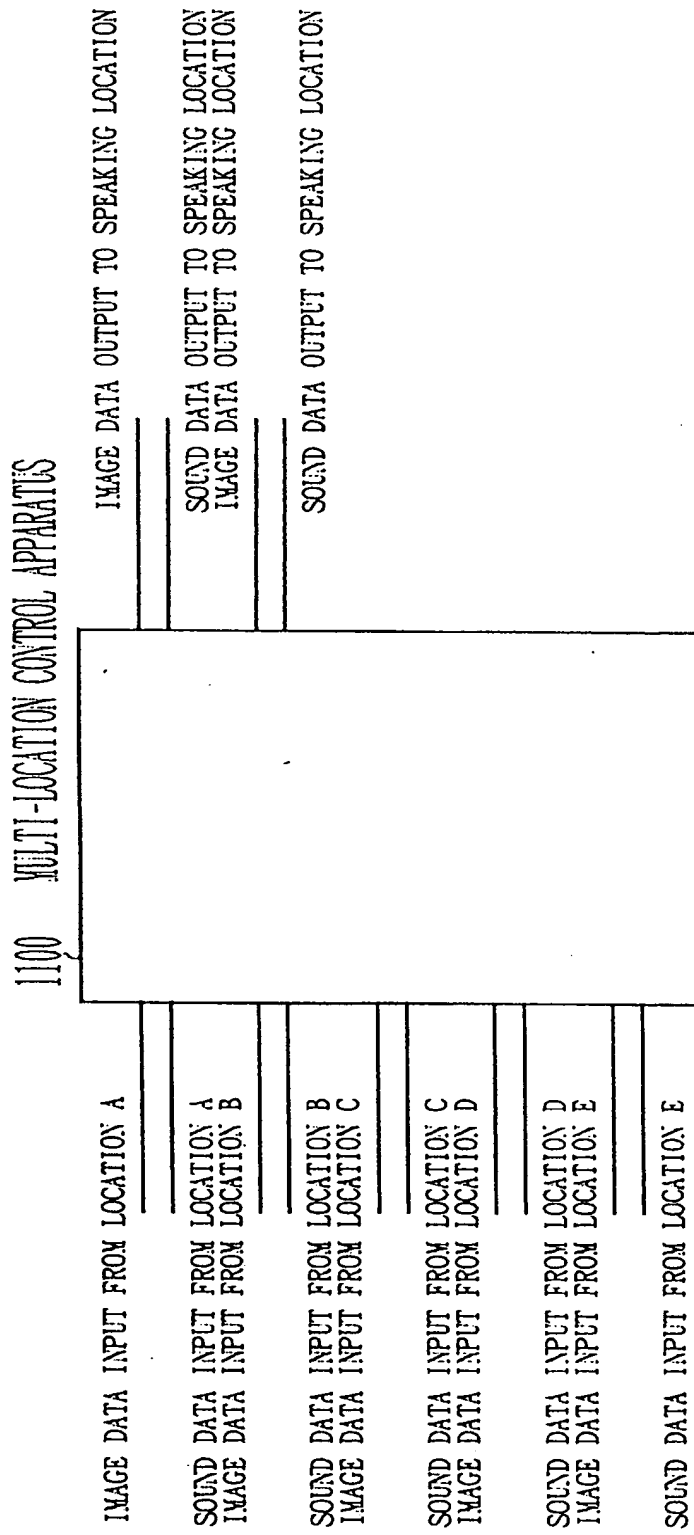 1100 MULTI-LOCATION CONTROL APPARATUS
IMAGE DATA INPUT FROM LOCATION A
SOUND DATA INPUT FROM LOCATION A
IMAGE DATA INPUT FROM LOCATION B
SOUND DATA INPUT FROM LOCATION B
IMAGE DATA INPUT FROM LOCATION C
SOUND DATA INPUT FROM LOCATION C
IMAGE DATA INPUT FROM LOCATION D
SOUND DATA INPUT FROM LOCATION D
IMAGE DATA INPUT FROM LOCATION E
SOUND DATA INPUT FROM LOCATION E
IMAGE DATA OUTPUT TO SPEAKING LOCATION
SOUND DATA OUTPUT TO SPEAKING LOCATION
IMAGE DATA OUTPUT TO SPEAKING LOCATION
SOUND DATA OUTPUT TO SPEAKING LOCATION